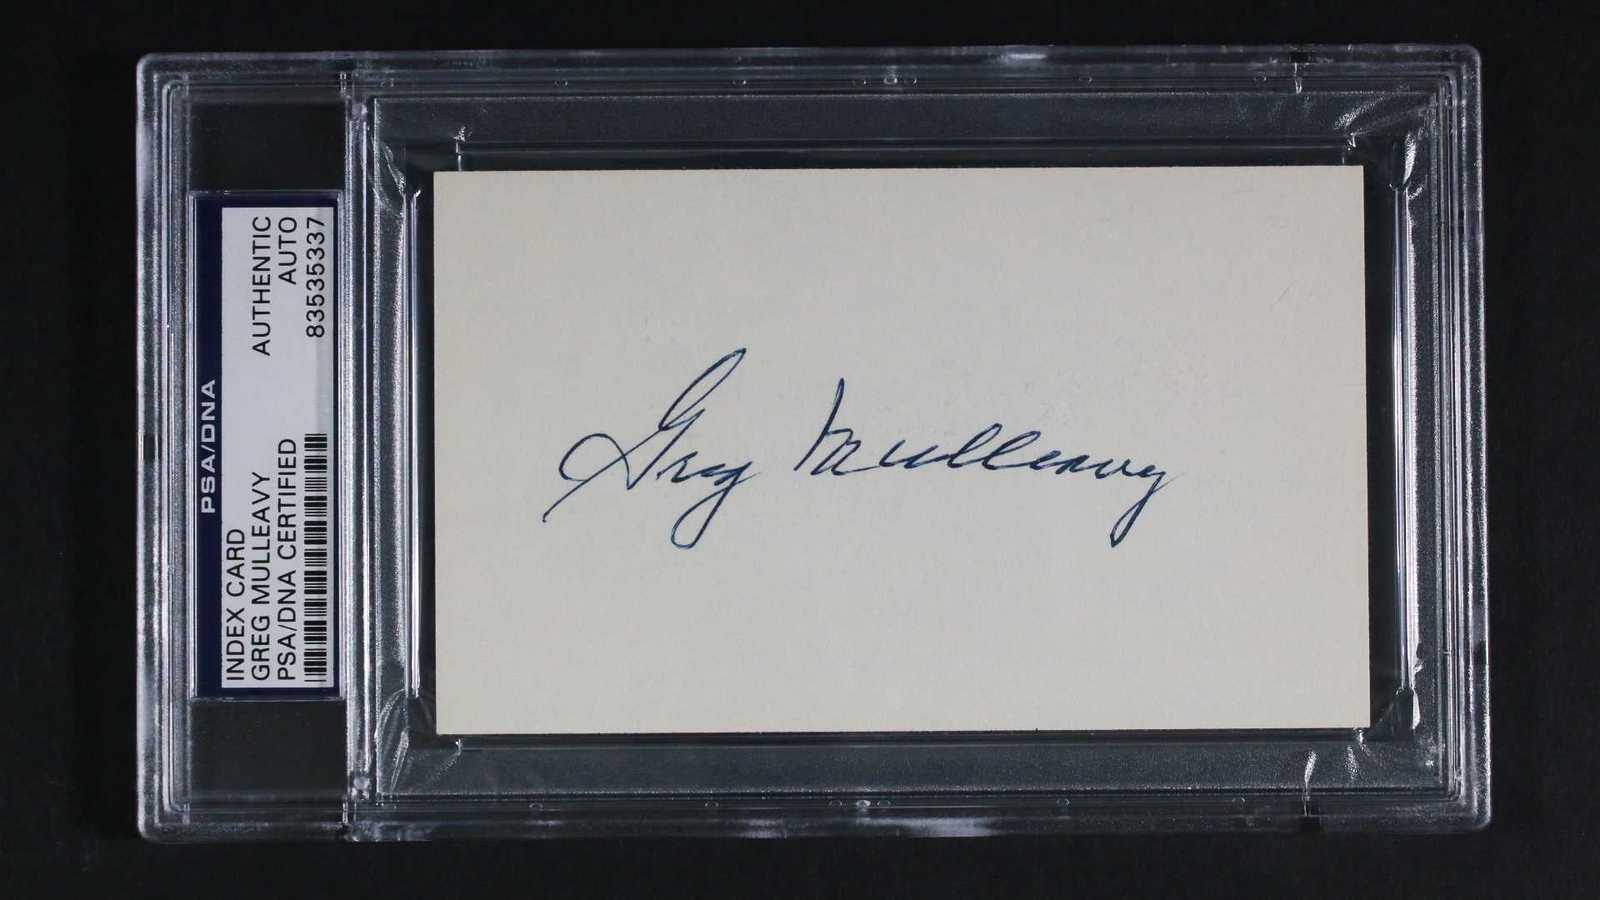 PSA/DNA
INDEX CARD
GREG MULLEAVY
PSA/DNA CERTIFIED
AUTHENTIC
AUTO
83535337
Greg Mulleavy